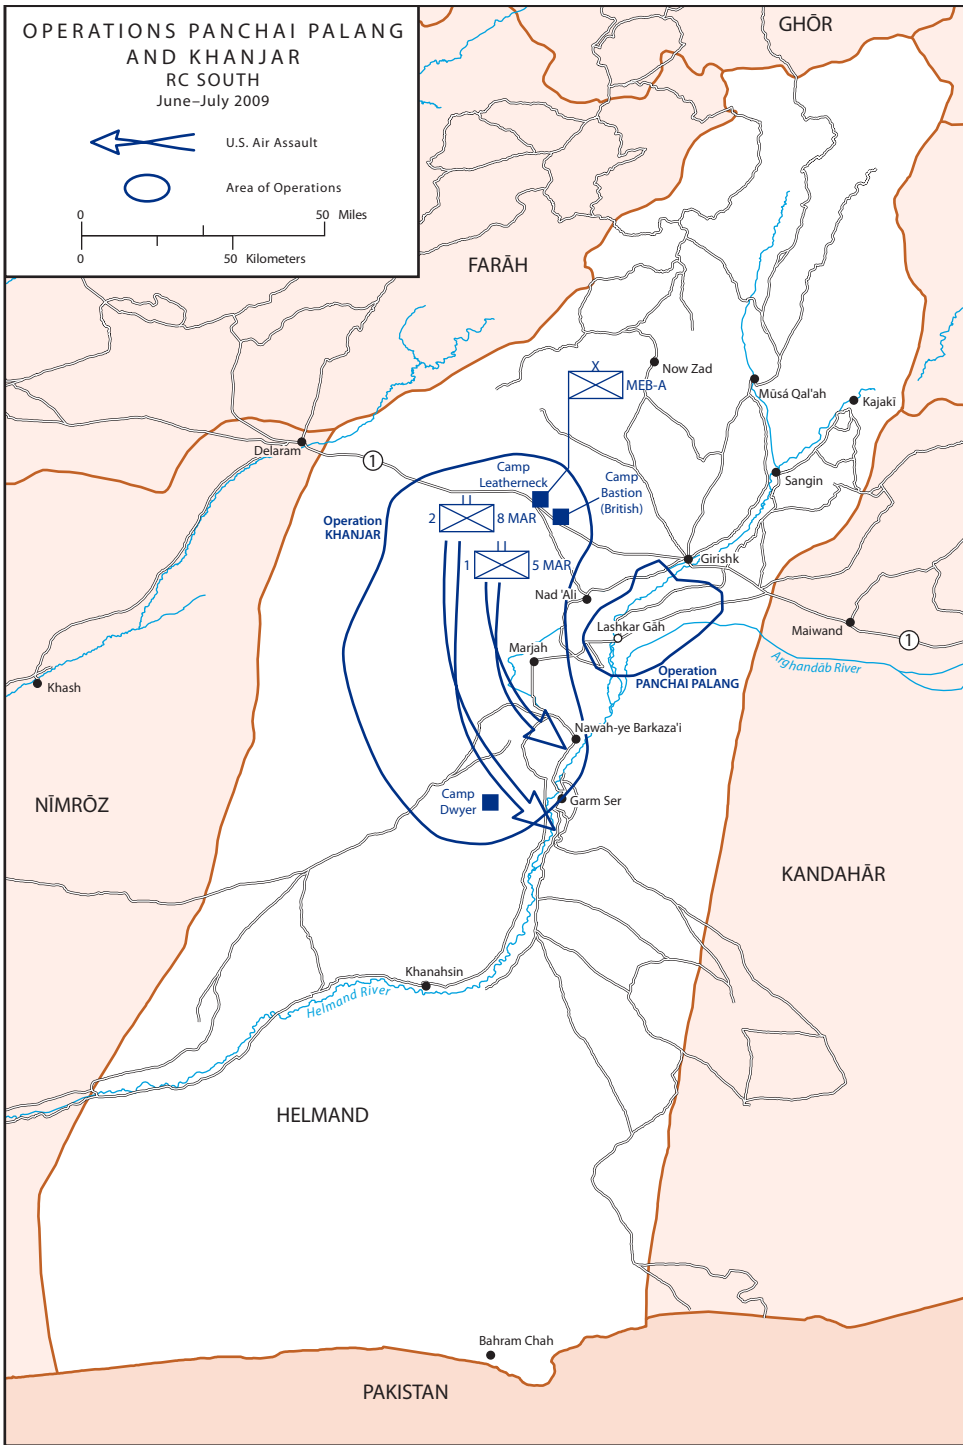 OPERATIONS PANCHAI PALANG
AND KHANJAR
RC SOUTH
June–July 2009
U.S. Air Assault
Area of Operations
0
50 Miles
0
50 Kilometers
GHŌR
FARĀH
X
MEB-A
Now Zad
Mūsá Qal'ah
Kajakī
Delaram
1
Camp
Leatherneck
Camp
Bastion
(British)
Sangin
Operation
KHANJAR
2
8 MAR
1
5 MAR
Girishk
Nad 'Ali
Lashkar Gāh
Maiwand
1
Marjah
Operation
PANCHAI PALANG
Arghandāb River
Khash
Nawah-ye Barkaza'i
NĪMRŌZ
Camp
Dwyer
Garm Ser
KANDAHĀR
Khanahsin
Helmand River
HELMAND
Bahram Chah
PAKISTAN